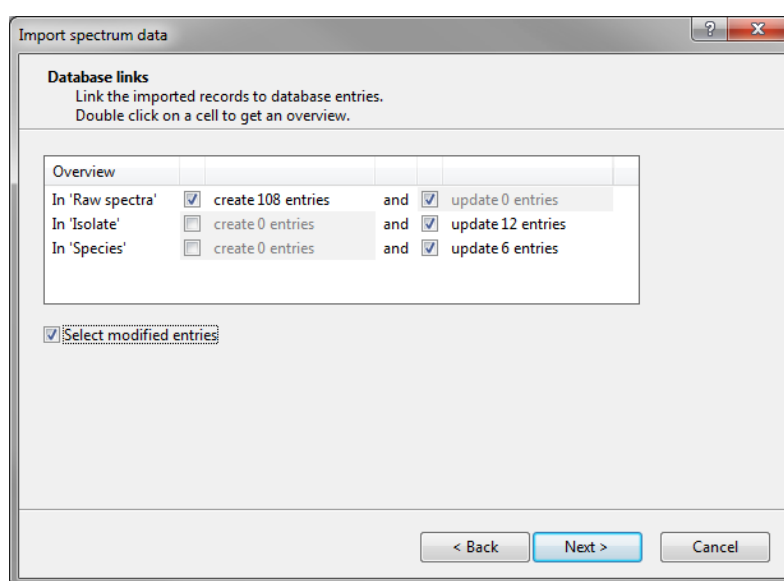 Import spectrum data
Database links
Link the imported records to database entries.
Double click on a cell to get an overview.
Overview
In 'Raw spectra' create 108 entries and update 0 entries
In 'Isolate' create 0 entries and update 12 entries
In 'Species' create 0 entries and update 6 entries
Select modified entries
< Back Next > Cancel